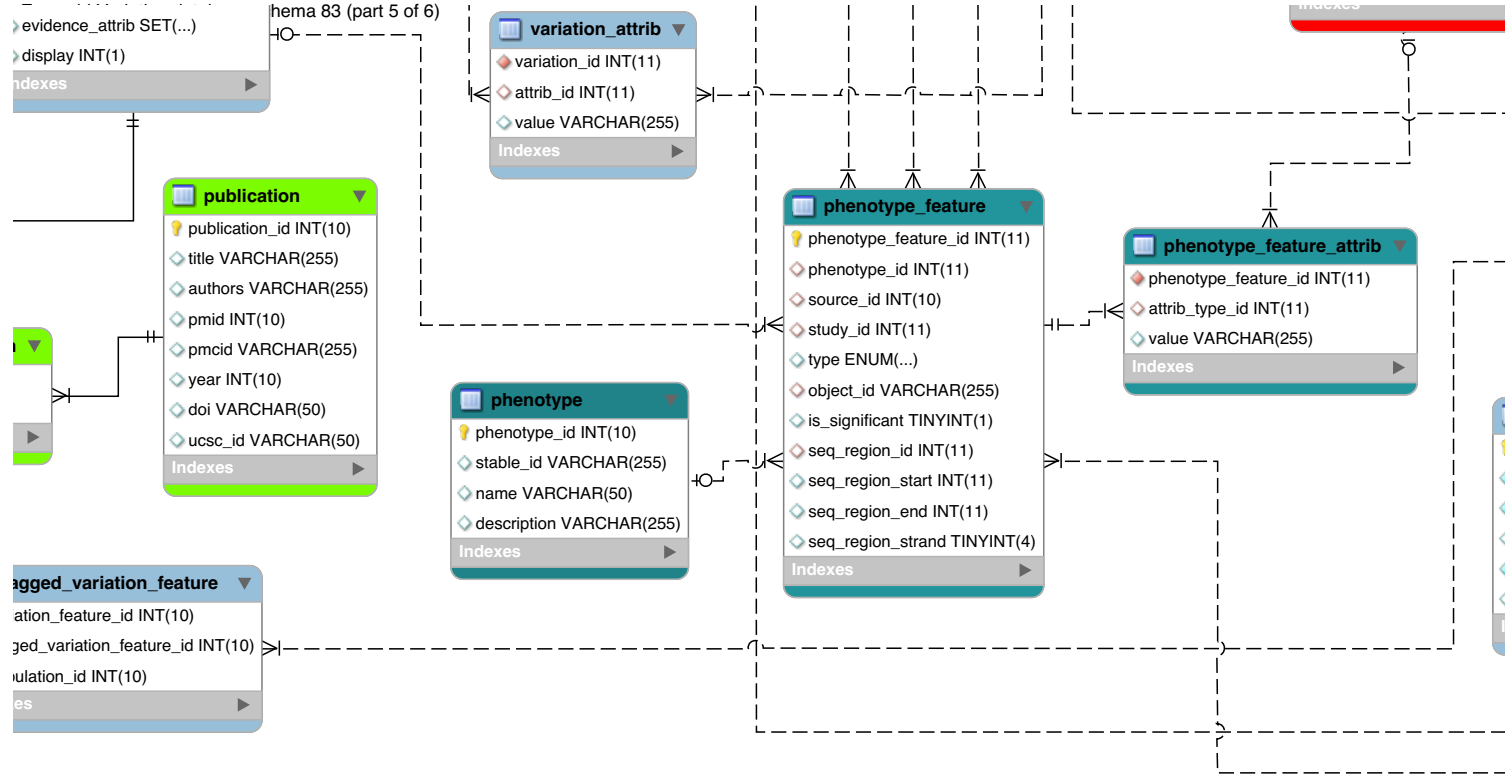 hema 83 (part 5 of 6)
evidence_attrib SET(...)
display INT(1)
ndexes
variation_attrib
variation_id INT(11)
attrib_id INT(11)
value VARCHAR(255)
Indexes
Indexes
publication
publication_id INT(10)
title VARCHAR(255)
authors VARCHAR(255)
pmid INT(10)
pmcid VARCHAR(255)
year INT(10)
doi VARCHAR(50)
ucsc_id VARCHAR(50)
Indexes
phenotype_feature
phenotype_feature_id INT(11)
phenotype_id INT(11)
source_id INT(10)
study_id INT(11)
type ENUM(...)
object_id VARCHAR(255)
is_significant TINYINT(1)
seq_region_id INT(11)
seq_region_start INT(11)
seq_region_end INT(11)
seq_region_strand TINYINT(4)
Indexes
phenotype_feature_attrib
phenotype_feature_id INT(11)
attrib_type_id INT(11)
value VARCHAR(255)
Indexes
phenotype
phenotype_id INT(10)
stable_id VARCHAR(255)
name VARCHAR(50)
description VARCHAR(255)
Indexes
agged_variation_feature
iation_feature_id INT(10)
ged_variation_feature_id INT(10)
pulation_id INT(10)
es